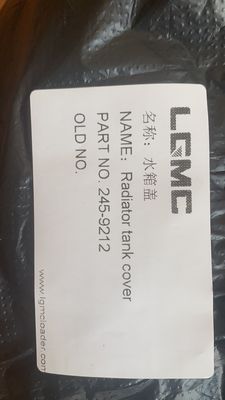 LGMC
名称：水箱盖
NAME：Radiator tank cover
PART NO. 245-9212
OLD NO.
www.lgmcloader.com